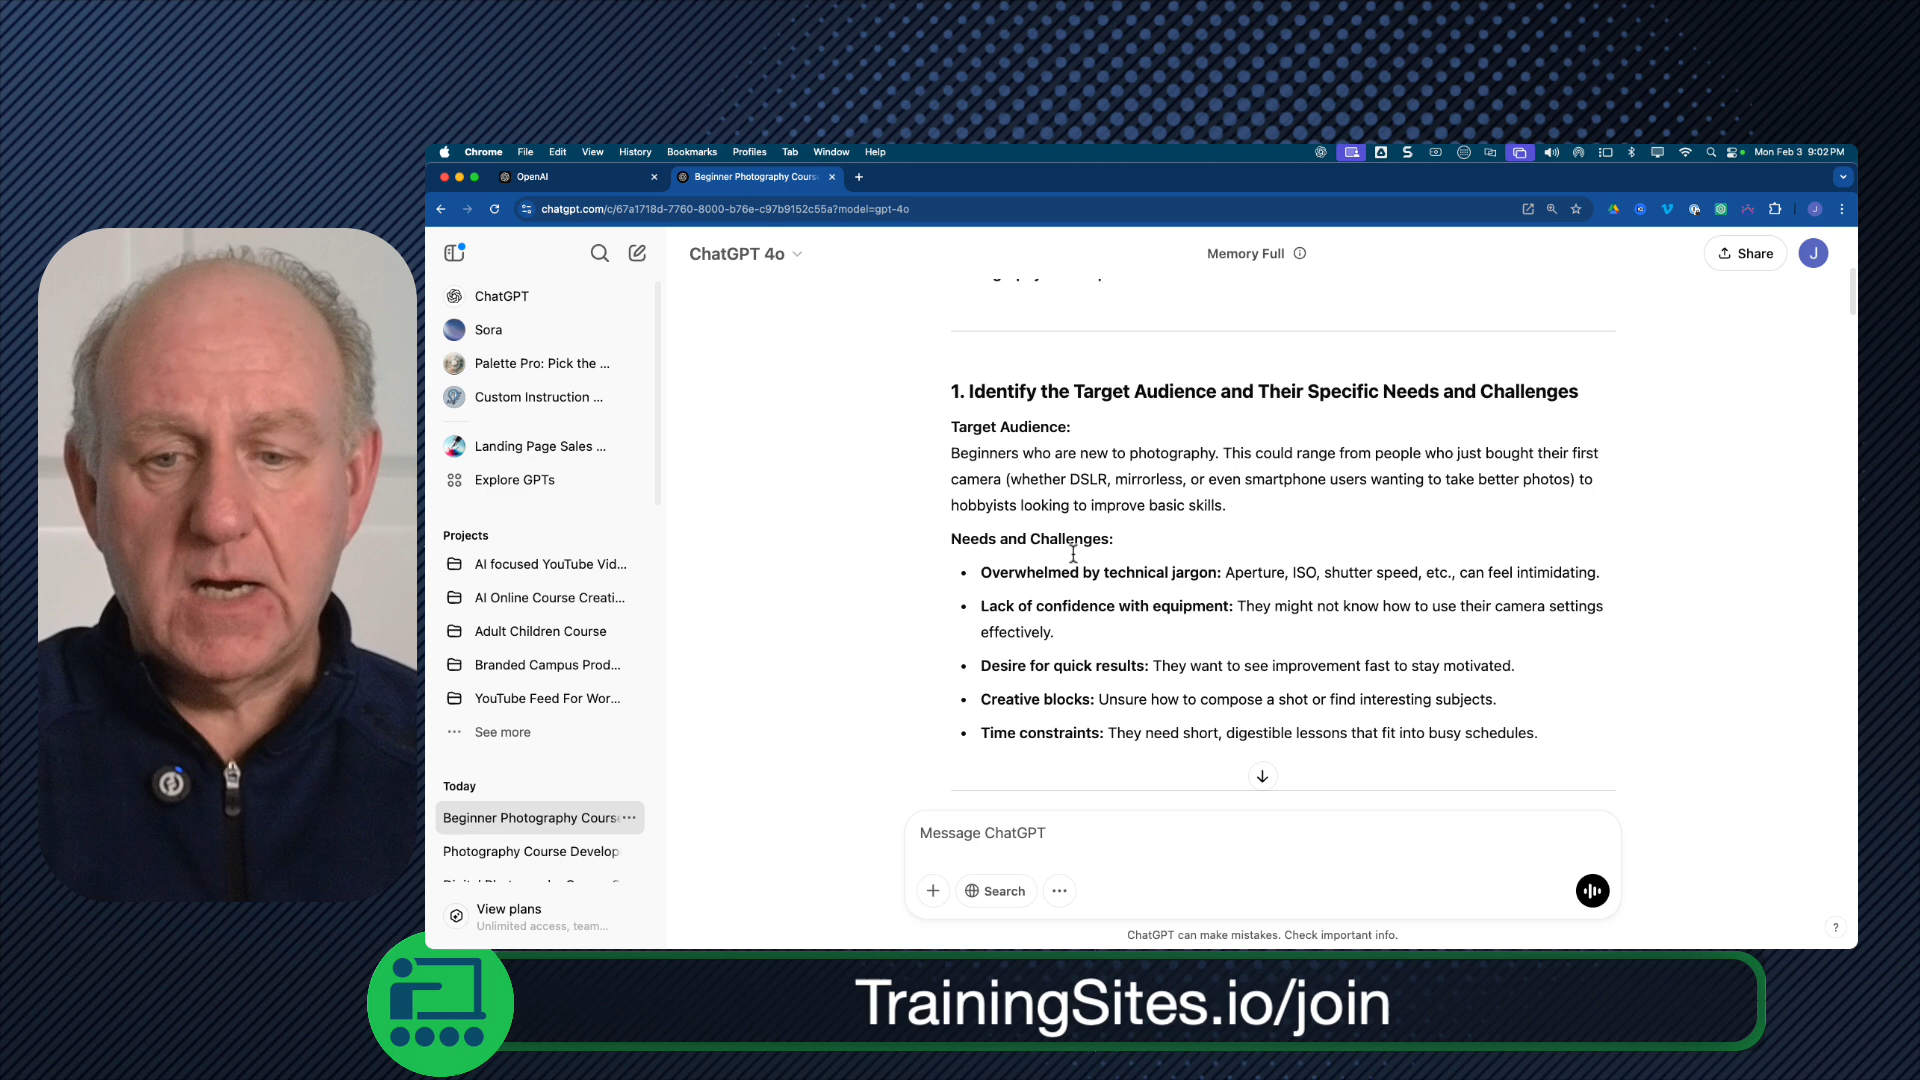 Chrome File Edit View History Bookmarks Profiles Tab Window Help
Mon Feb 3 9:02 PM
OpenAI
Beginner Photography Cours
chatgpt.com/c/67a1718d-7760-8000-b76e-c97b9152c55a?model=gpt-4o
J
ChatGPT 4o
Memory Full
Share
J
ChatGPT
Sora
Palette Pro: Pick the ...
Custom Instruction ...
Landing Page Sales ...
Explore GPTs
Projects
AI focused YouTube Vid...
AI Online Course Creati...
Adult Children Course
Branded Campus Prod...
YouTube Feed For Wor...
See more
Today
Beginner Photography Course
Photography Course Develop
View plans
Unlimited access, team...
1. Identify the Target Audience and Their Specific Needs and Challenges
Target Audience:
Beginners who are new to photography. This could range from people who just bought their first
camera (whether DSLR, mirrorless, or even smartphone users wanting to take better photos) to
hobbyists looking to improve basic skills.
Needs and Challenges:
• Overwhelmed by technical jargon: Aperture, ISO, shutter speed, etc., can feel intimidating.
• Lack of confidence with equipment: They might not know how to use their camera settings
effectively.
• Desire for quick results: They want to see improvement fast to stay motivated.
• Creative blocks: Unsure how to compose a shot or find interesting subjects.
• Time constraints: They need short, digestible lessons that fit into busy schedules.
Message ChatGPT
Search
ChatGPT can make mistakes. Check important info.
?
TrainingSites.io/join